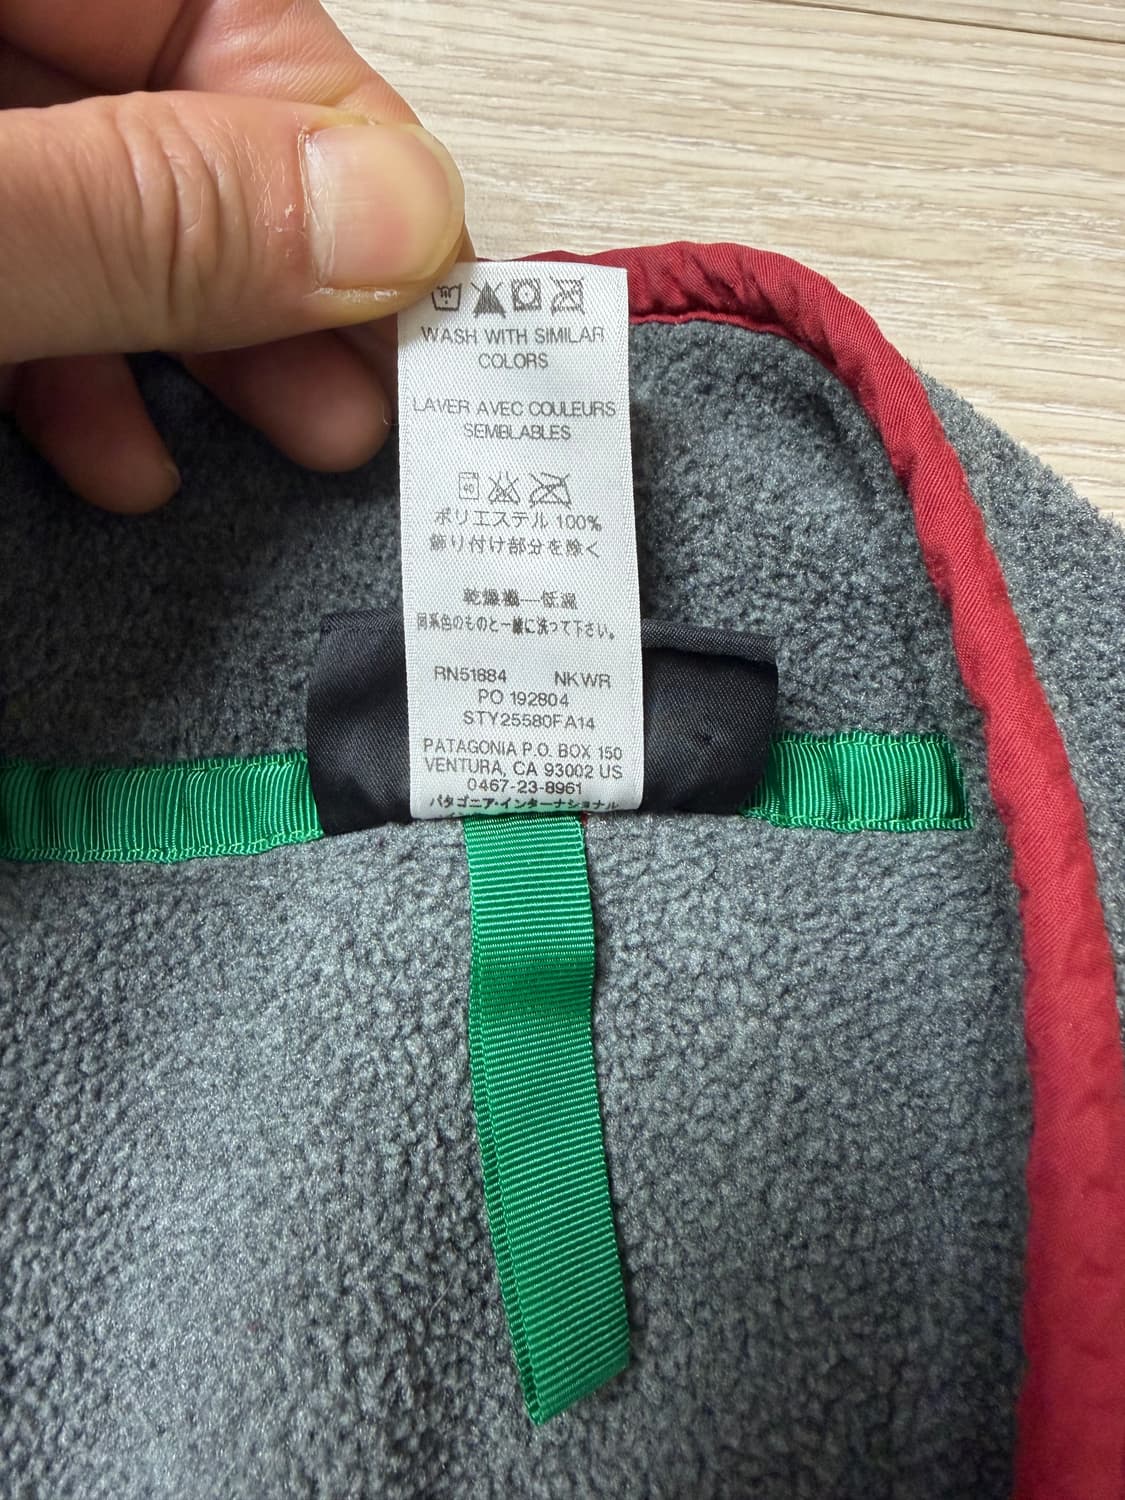 WASH WITH SIMILAR
COLORS
LAVER AVEC COULEURS
SEMBLABLES
40
ポリエステル 100%
飾り付け部分を除く
乾燥機—低温
同系色のものと一緒に洗って下さい。
RN51884 NKWR
PO 192804
STY25580FA14
PATAGONIA P.O. BOX 150
VENTURA, CA 93002 US
0467-23-8961
パタゴニア・インターナショナル